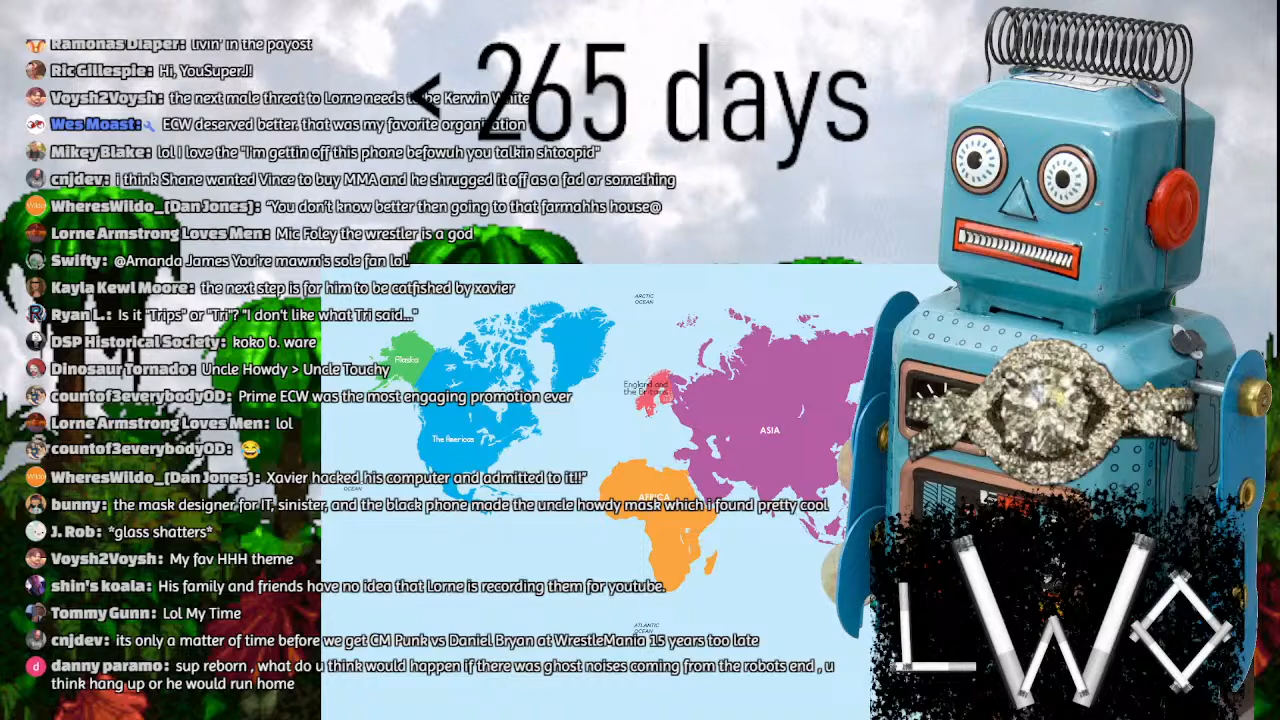 < 265 days
Ramonas Diaper: livin' in the payost
Ric Gillespie: Hi, YouSuperJ!
Voysh2Voysh: the next male threat to Lorne needs to be Kerwin White
Wes Moast: ECW deserved better. that was my favorite organization
MikeyBlake: lol I love the "I'm gettin off this phone befowuh you talkin shtoopid"
cnjdev: i think Shane wanted Vince to buy MMA and he shrugged it off as a fad or something
WheresWildo_(Dan Jones): "You don't know better then going to that farmahhs house@
Lorne Armstrong Loves Men: Mic Foley the wrestler is a god
Swifty: @Amanda James You're mawm's sole fan lol.
Kayla Kewl Moore: the next step is for him to be catfished by xavier
Ryan L.: Is it "Trips" or "Tri"? "I don't like what Tri said..."
DSP Historical Society: koko b. ware
Dinosaur Tornado: Uncle Howdy > Uncle Touchy
countof3everybodyOD: Prime ECW was the most engaging promotion ever
Lorne Armstrong Loves Men: lol
countof3everybodyOD: 😂
WheresWildo_(Dan Jones): Xavier hacked his computer and admitted to it!!"
bunny: the mask designer for IT, sinister, and the black phone made the uncle howdy mask which i found pretty cool
J. Rob: *glass shatters*
Voysh2Voysh: My fav HHH theme
shin's koala: His family and friends have no idea that Lorne is recording them for youtube.
Tommy Gunn: Lol My Time
cnjdev: its only a matter of time before we get CM Punk vs Daniel Bryan at WrestleMania 15 years too late
danny paramo: sup reborn , what do u think would happen if there was ghost noises coming from the robots end , u
think hang up or he would run home
ARCTIC
OCEAN
Alaska
England and
the Britains
The Americas
ASIA
AFRICA
OCEAN
ATLANTIC
OCEAN
LWO